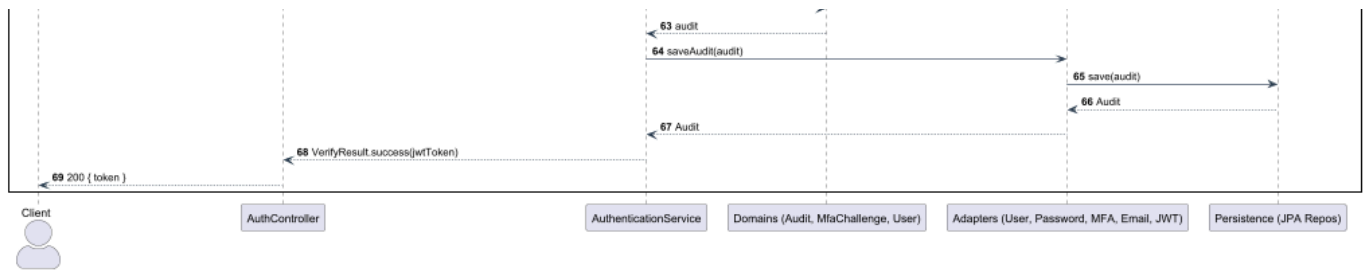 63 audit
64 saveAudit(audit)
65 save(audit)
66 Audit
67 Audit
68 VerifyResult.success(jwtToken)
69 200 { token }
Client
AuthController
AuthenticationService
Domains (Audit, MfaChallenge, User)
Adapters (User, Password, MFA, Email, JWT)
Persistence (JPA Repos)